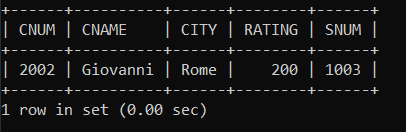 +------+----------+------+--------+------+
| CNUM | CNAME    | CITY | RATING | SNUM |
+------+----------+------+--------+------+
| 2002 | Giovanni | Rome |    200 | 1003 |
+------+----------+------+--------+------+
1 row in set (0.00 sec)